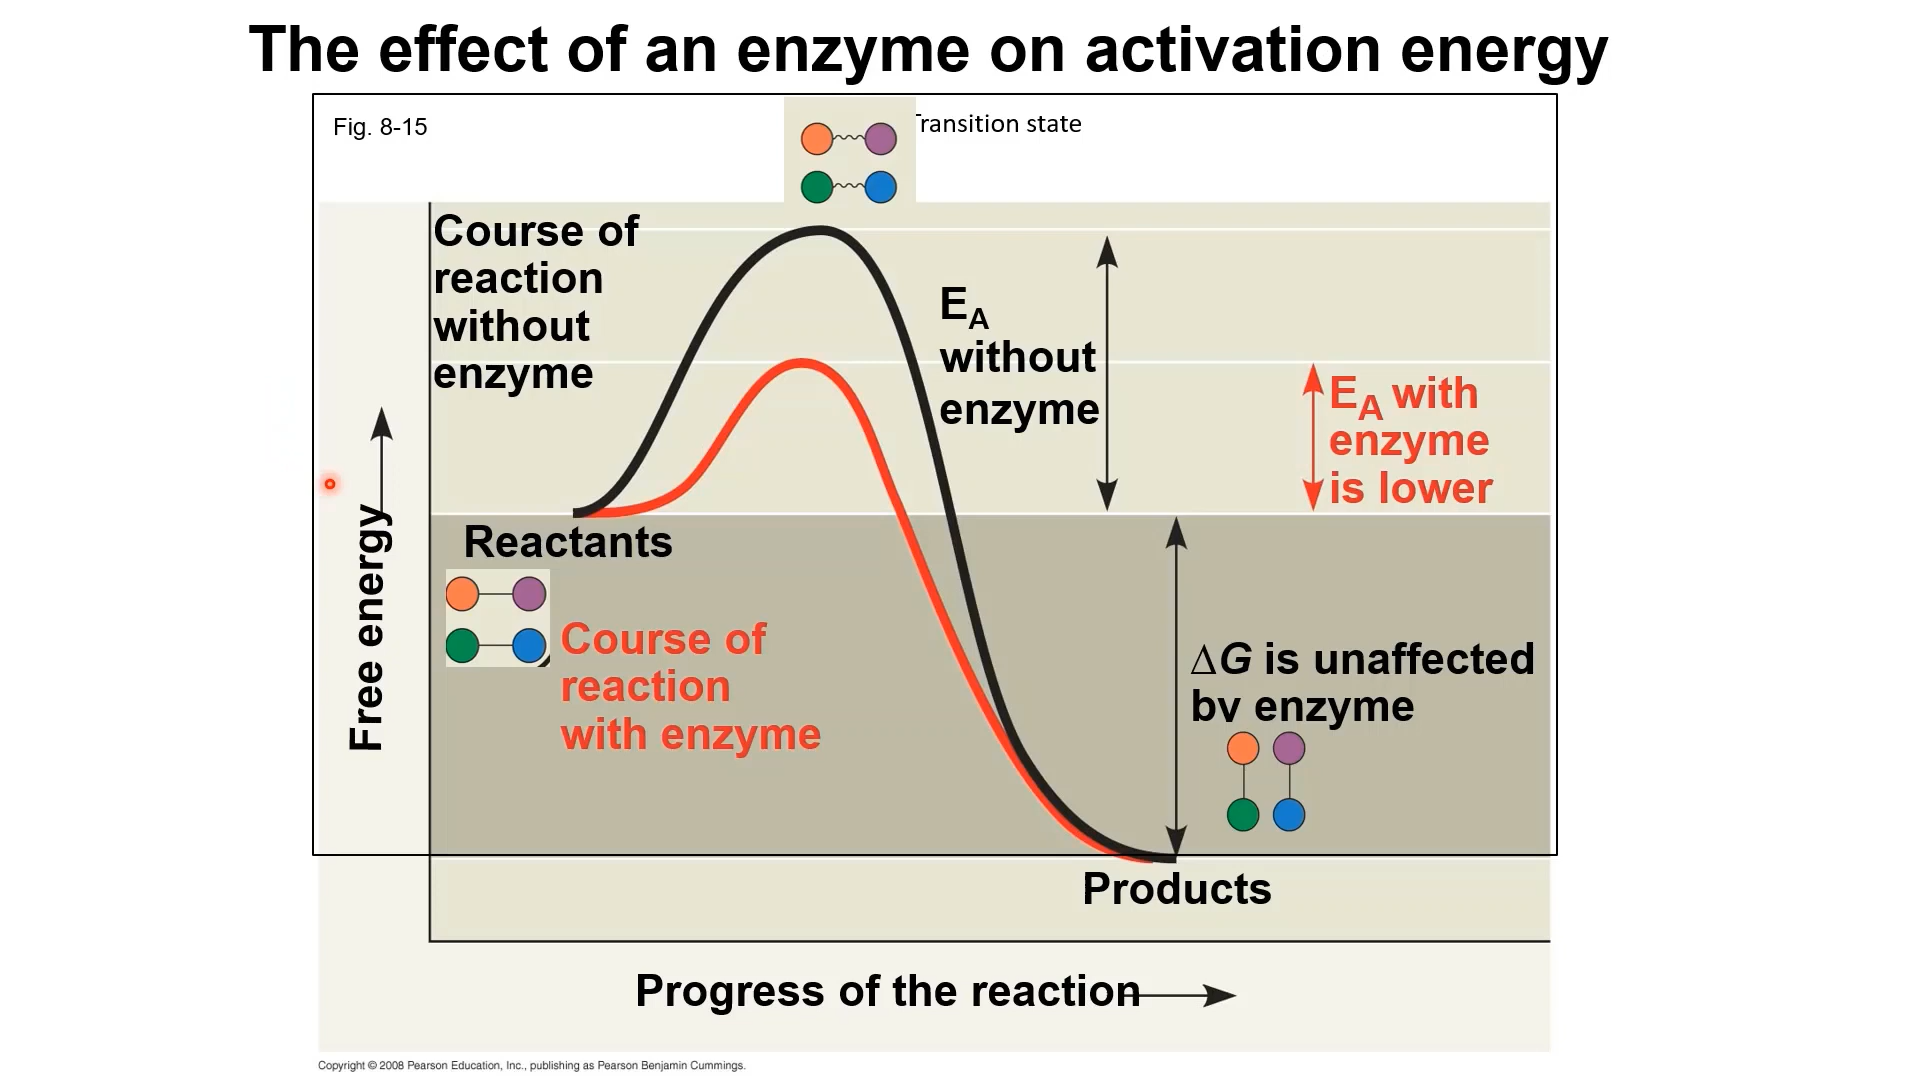 The effect of an enzyme on activation energy
Fig. 8-15
Transition state
Course of
reaction
without
enzyme
EA
without
enzyme
EA with
enzyme
is lower
Free energy
Reactants
Course of
reaction
with enzyme
ΔG is unaffected
by enzyme
Products
Progress of the reaction
Copyright © 2008 Pearson Education, Inc., publishing as Pearson Benjamin Cummings.